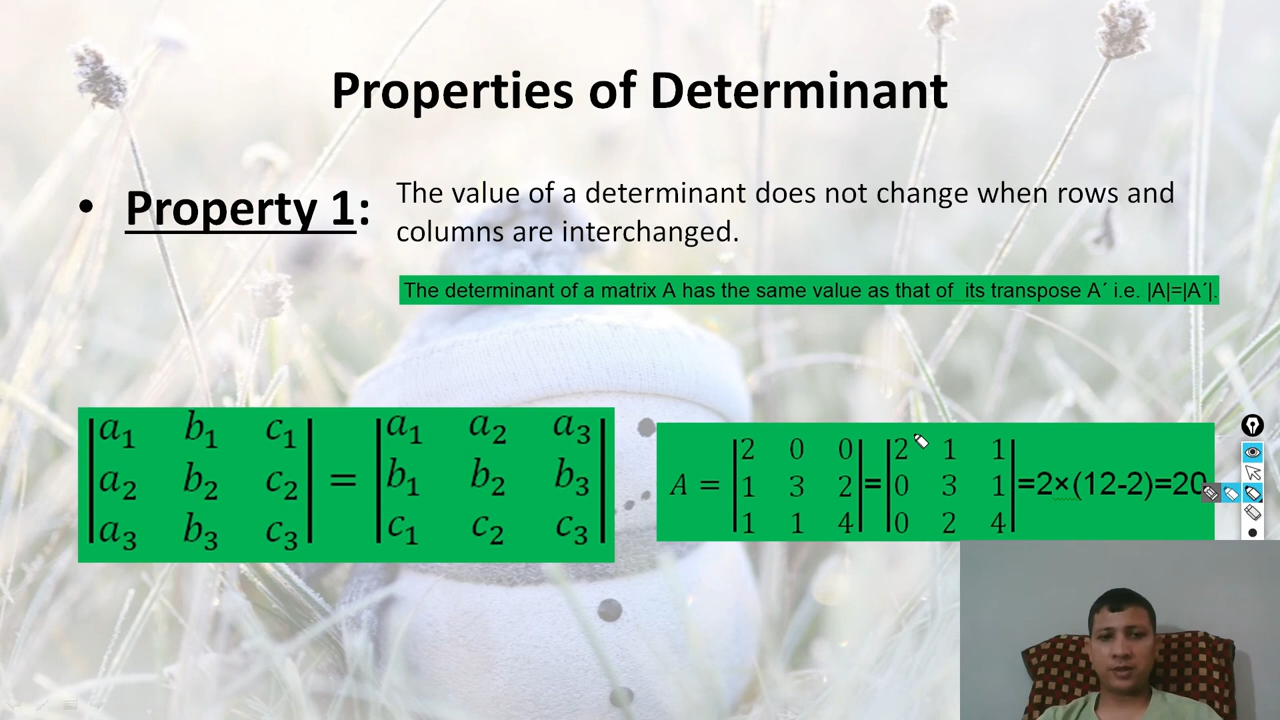 Properties of Determinant
• Property 1:
The value of a determinant does not change when rows and
columns are interchanged.
The determinant of a matrix A has the same value as that of its transpose A´ i.e. |A|=|A´|.
|a₁ b₁ c₁| = |a₁ a₂ a₃|
|a₂ b₂ c₂| |b₁ b₂ b₃|
|a₃ b₃ c₃| |c₁ c₂ c₃|
|2 0 0| |2 1 1|
A = |1 3 2|=|0 3 1|=2×(12-2)=20
|1 1 4| |0 2 4|